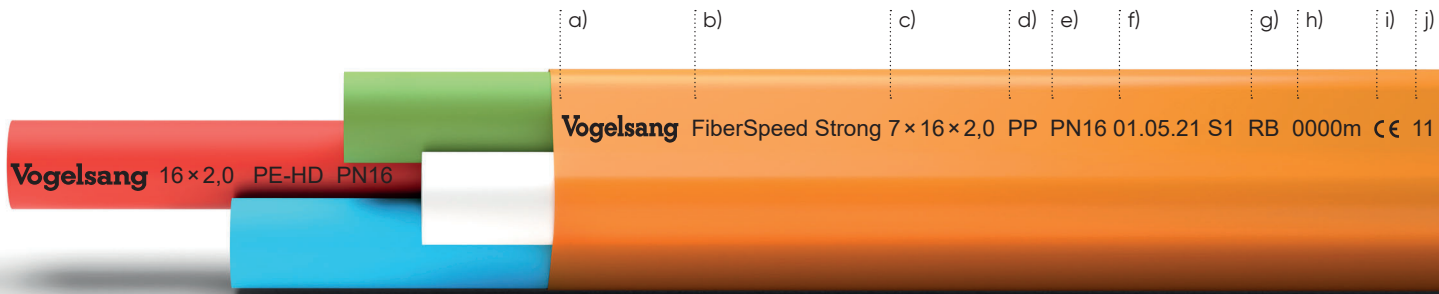 a) b) c) d) e) f) g) h) i) j)
Vogelsang FiberSpeed Strong 7×16×2,0 PP PN16 01.05.21 S1 RB 0000m CE 11
Vogelsang 16×2,0 PE-HD PN16